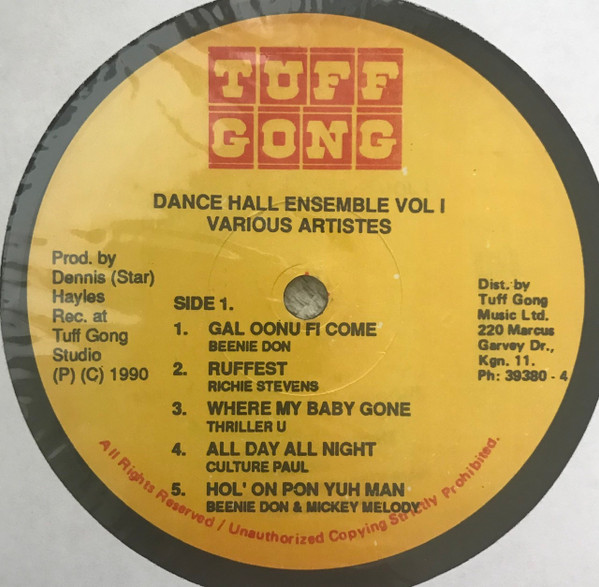 TUFF
GONG
DANCE HALL ENSEMBLE VOL I
VARIOUS ARTISTES
Prod. by
Dennis (Star)
Hayles
Rec. at
Tuff Gong
Studio
(P) (C) 1990
SIDE 1.
1. GAL OONU FI COME
BEENIE DON
2. RUFFEST
RICHIE STEVENS
3. WHERE MY BABY GONE
THRILLER U
4. ALL DAY ALL NIGHT
CULTURE PAUL
5. HOL' ON PON YUH MAN
BEENIE DON & MICKEY MELODY
Dist. by
Tuff Gong
Music Ltd.
220 Marcus
Garvey Dr.,
Kgn. 11.
Ph: 39380 - 4
All Rights Reserved / Unauthorized Copying Strictly Prohibited.